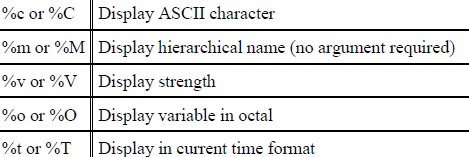 %c or %C Display ASCII character
%m or %M Display hierarchical name (no argument required)
%v or %V Display strength
%o or %O Display variable in octal
%t or %T Display in current time format